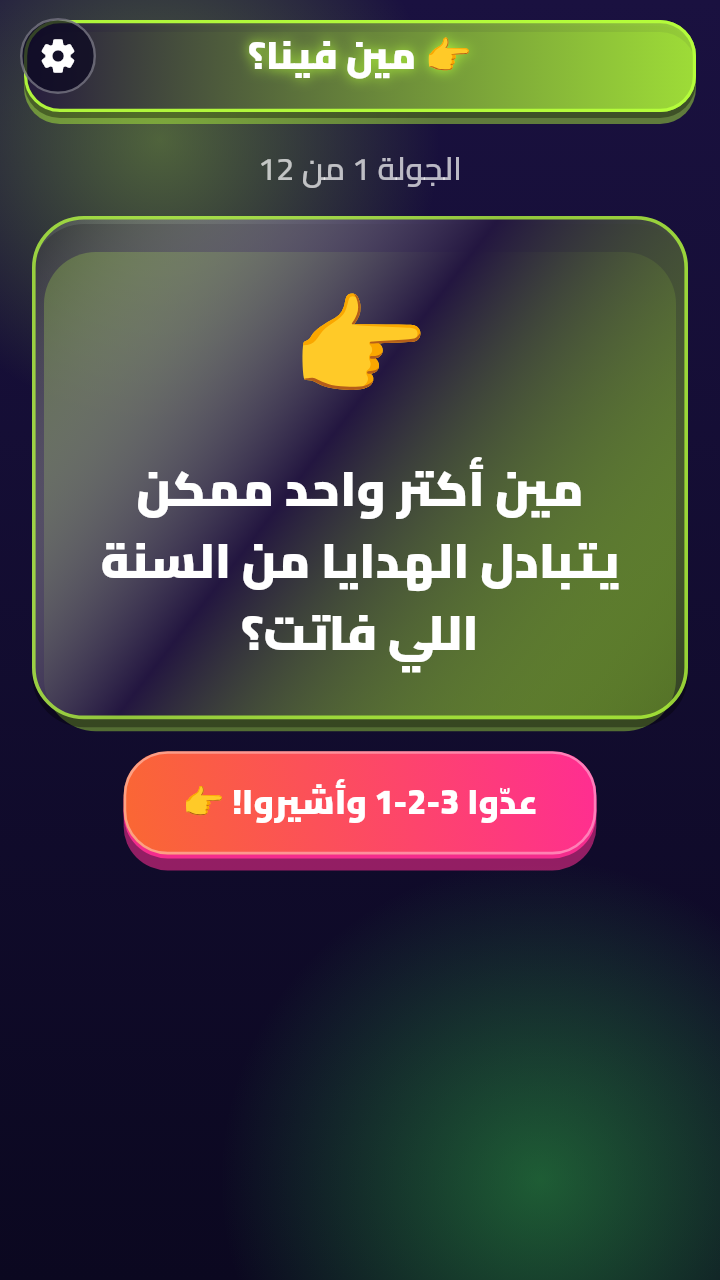 👉 مين فينا؟
الجولة 1 من 12
مين أكتر واحد ممكن
يتبادل الهدايا من السنة
اللي فاتت؟
عدّوا 1-2-3 وأشيروا! 👉